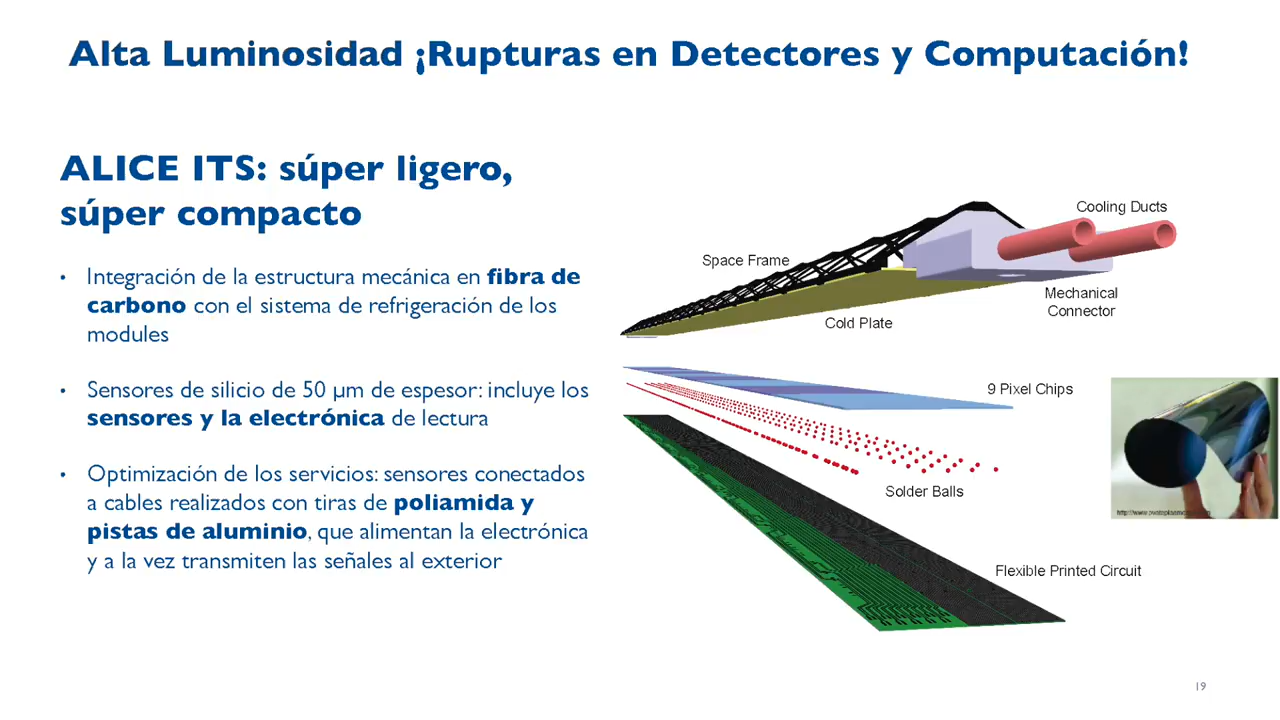 Alta Luminosidad ¡Rupturas en Detectores y Computación!
ALICE ITS: súper ligero,
súper compacto
• Integración de la estructura mecánica en fibra de
carbono con el sistema de refrigeración de los
modules
• Sensores de silicio de 50 µm de espesor: incluye los
sensores y la electrónica de lectura
• Optimización de los servicios: sensores conectados
a cables realizados con tiras de poliamida y
pistas de aluminio, que alimentan la electrónica
y a la vez transmiten las señales al exterior
Cooling Ducts
Space Frame
Mechanical
Connector
Cold Plate
9 Pixel Chips
Solder Balls
Flexible Printed Circuit
19